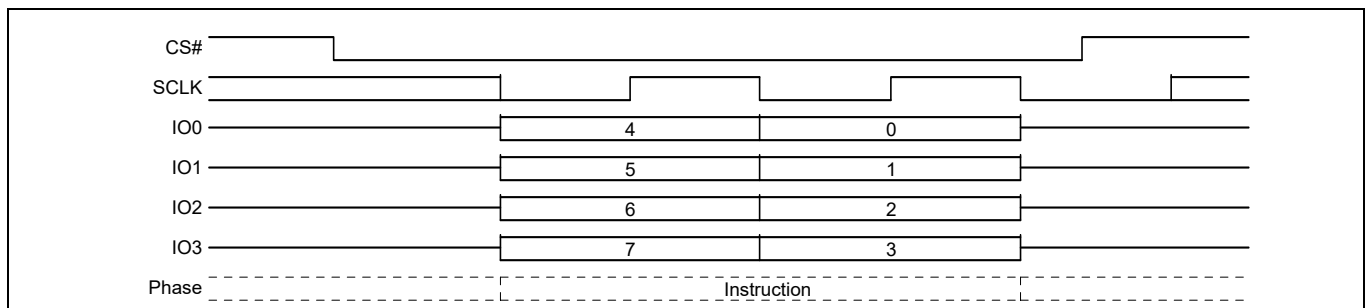 CS#
SCLK
IO0 4 0
IO1 5 1
IO2 6 2
IO3 7 3
Phase Instruction